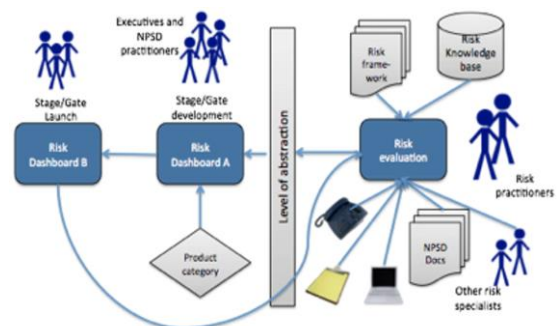 Executives and
NPSD
practitioners
Stage/Gate
Launch
Stage/Gate
development
Risk
Dashboard B
Risk
Dashboard A
Product
category
Level of abstraction
Risk
frame-
work
Risk
Knowledge
base
Risk
evaluation
Risk
practitioners
NPSD
Docs
Other risk
specialists